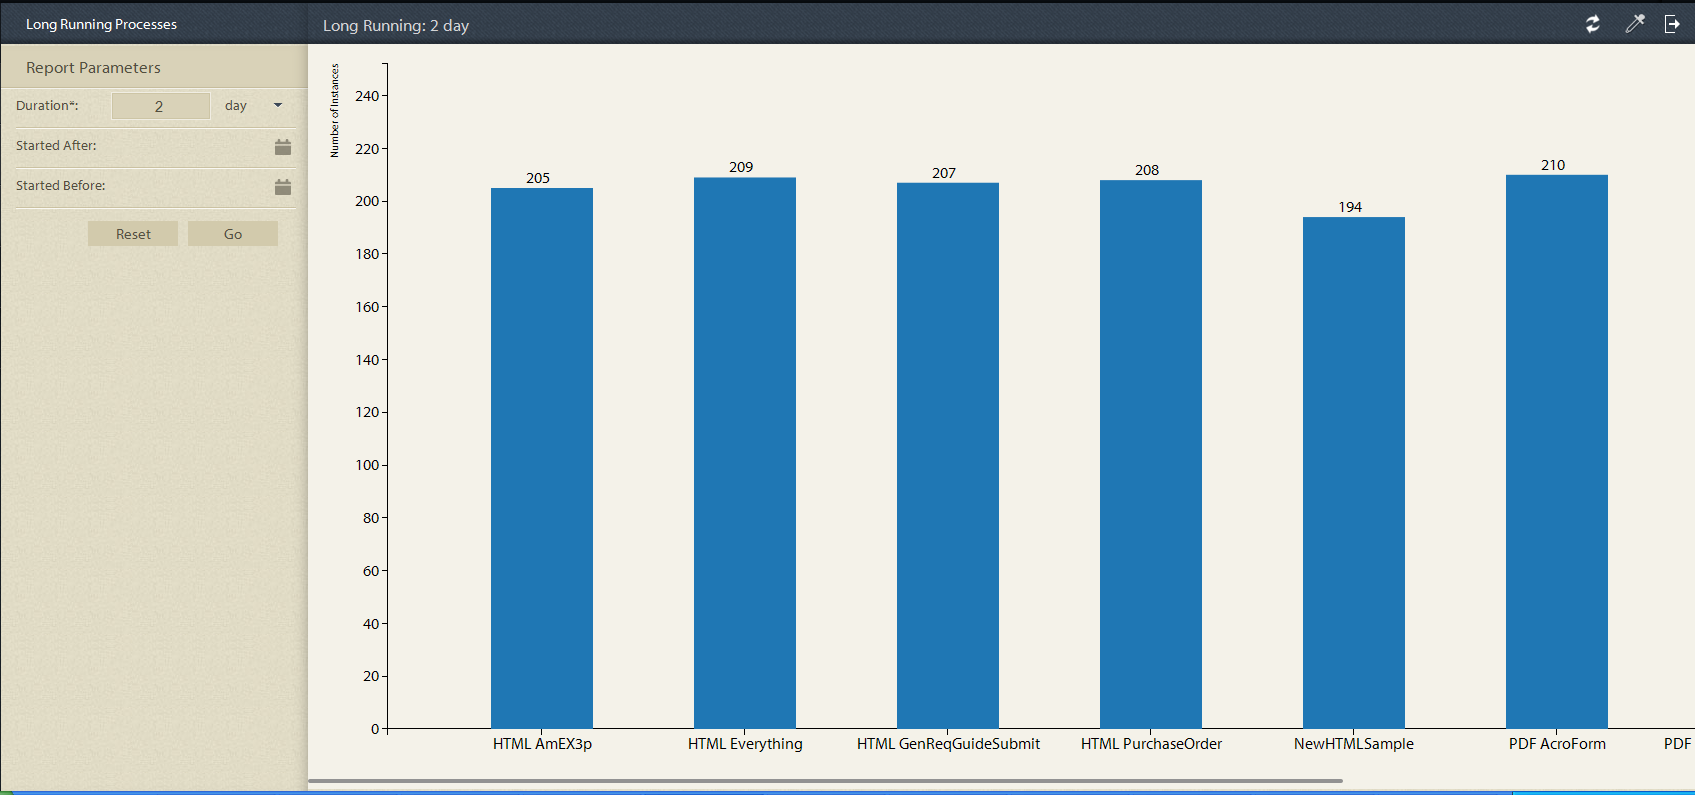 Long Running Processes
Long Running: 2 day
Report Parameters
Duration*: 2 day
Started After:
Started Before:
Reset Go
Number of Instances
240
220
200
180
160
140
120
100
80
60
40
20
0
205 209 207 208 194 210
HTML AmEX3p HTML Everything HTML GenReqGuideSubmit HTML PurchaseOrder NewHTMLSample PDF AcroForm PDF